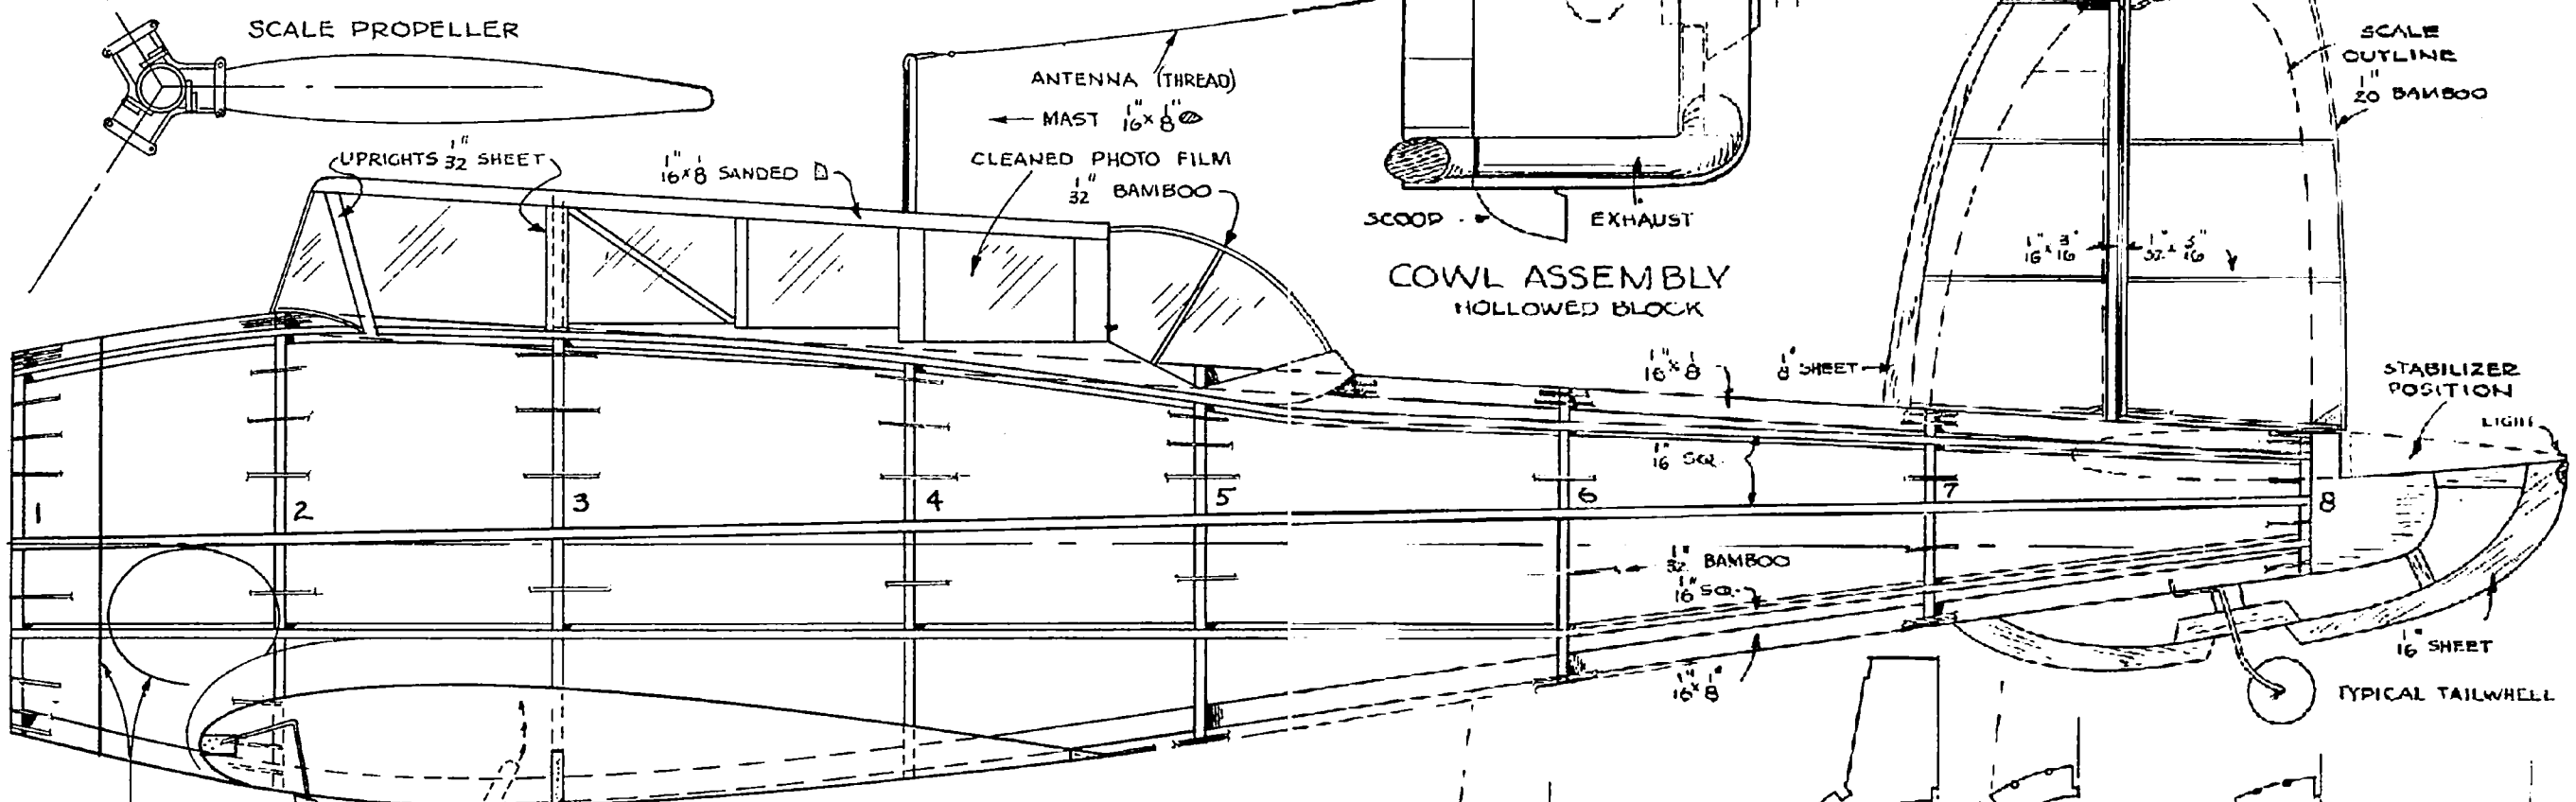 SCALE PROPELLER
ANTENNA (THREAD)
MAST 1/16" x 1/8"
UPRIGHTS 1/32" SHEET
1/16" x 1/8 SANDED
CLEANED PHOTO FILM
1/32" BAMBOO
SCOOP
EXHAUST
COWL ASSEMBLY
HOLLOWED BLOCK
SCALE
OUTLINE
1/20" BAMBOO
1/16" x 3/16"
1/32" x 3/16"
1/16" x 1/8
1/8" SHEET
STABILIZER
POSITION
LIGHT
1/16 SQ.
1
2
3
4
5
6
7
8
1/32" BAMBOO
1/16" SQ.
1/16" x 1/8"
1/16" SHEET
TYPICAL TAILWHELL